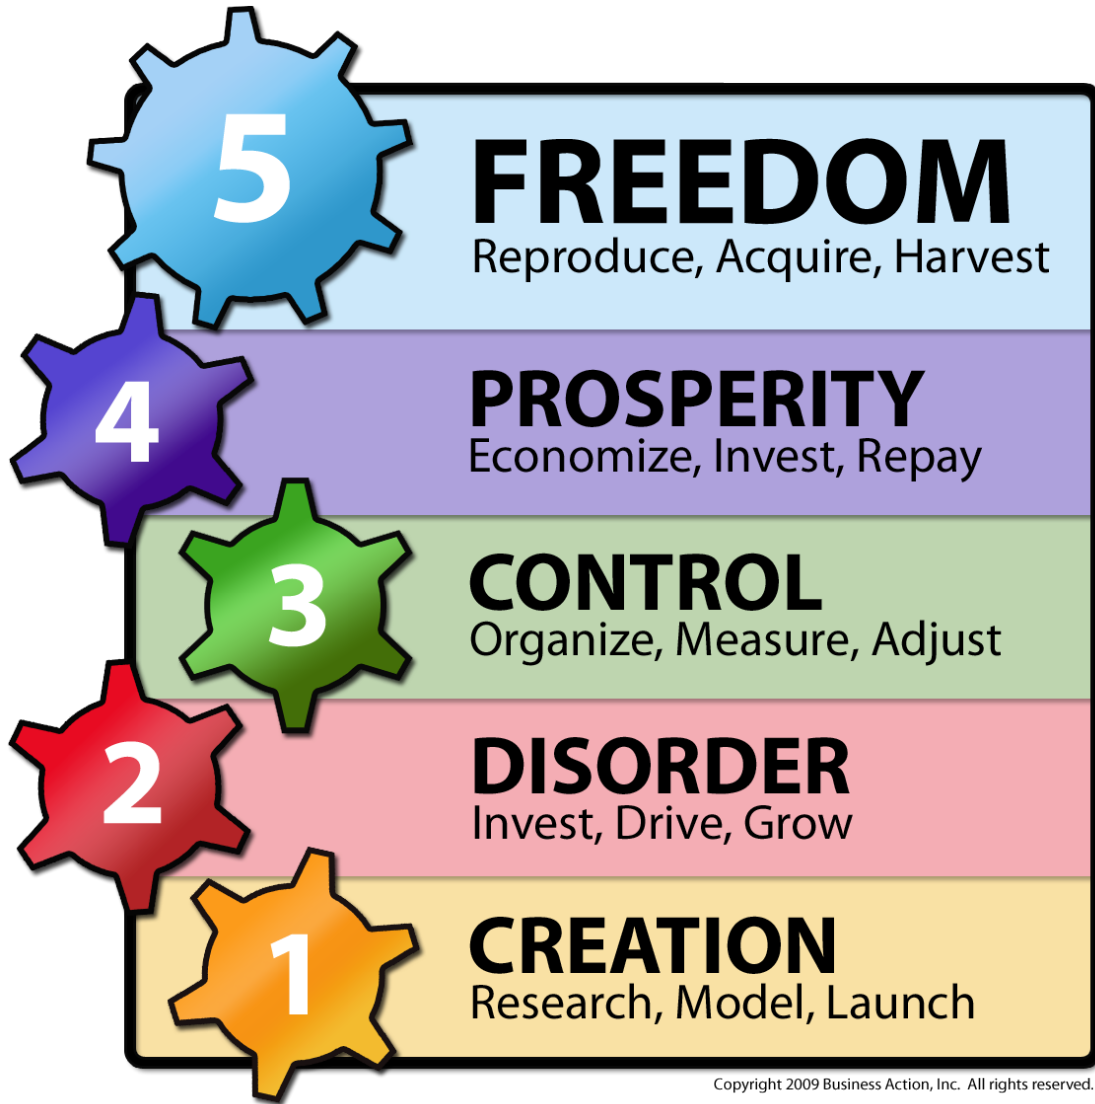 5
FREEDOM
Reproduce, Acquire, Harvest
4
PROSPERITY
Economize, Invest, Repay
3
CONTROL
Organize, Measure, Adjust
2
DISORDER
Invest, Drive, Grow
1
CREATION
Research, Model, Launch
Copyright 2009 Business Action, Inc. All rights reserved.